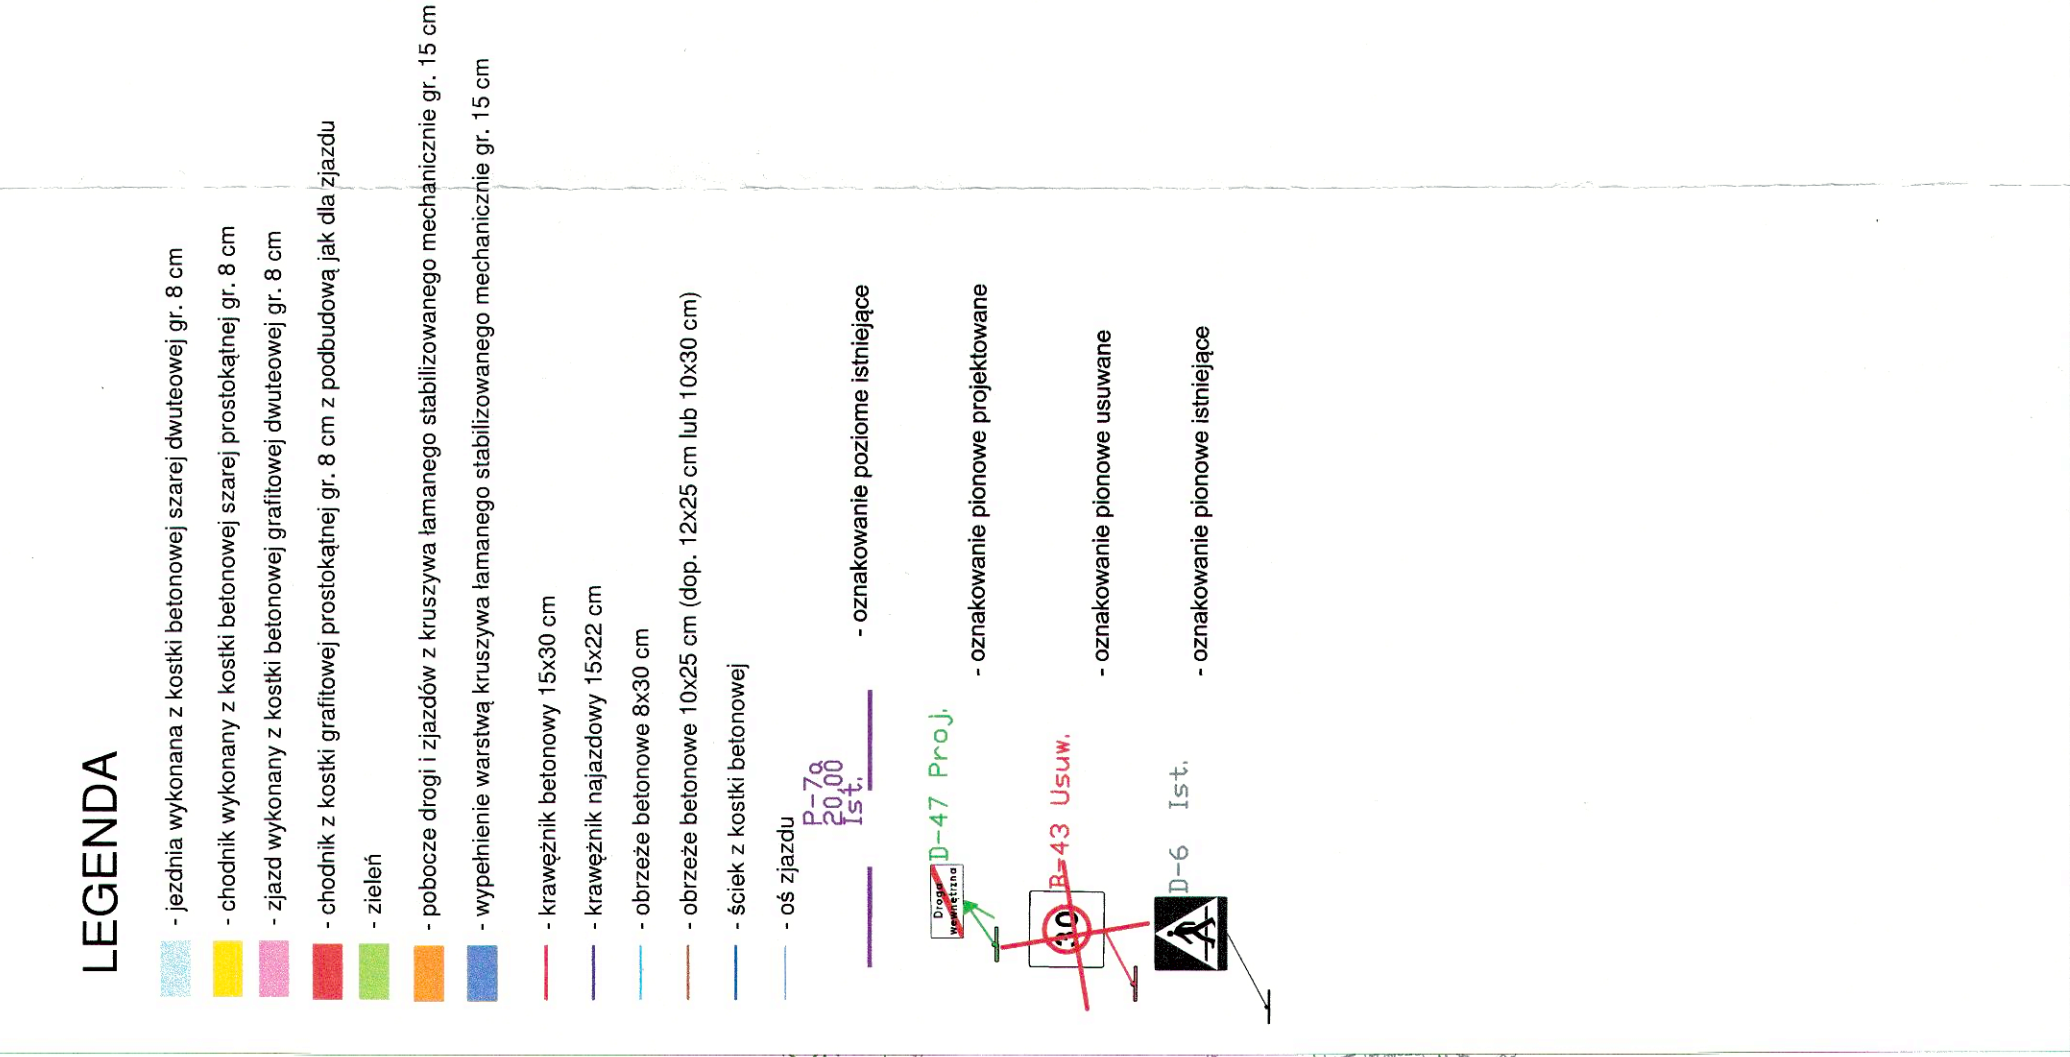 LEGENDA
- jezdnia wykonana z kostki betonowej szarej dwuteowej gr. 8 cm
- chodnik wykonany z kostki betonowej szarej prostokątnej gr. 8 cm
- zjazd wykonany z kostki betonowej grafitowej dwuteowej gr. 8 cm
- chodnik z kostki grafitowej prostokątnej gr. 8 cm z podbudową jak dla zjazdu
- zieleń
- pobocze drogi i zjazdów z kruszywa łamanego stabilizowanego mechanicznie gr. 15 cm
- wypełnienie warstwą kruszywa łamanego stabilizowanego mechanicznie gr. 15 cm
- krawężnik betonowy 15x30 cm
- krawężnik najazdowy 15x22 cm
- obrzeże betonowe 8x30 cm
- obrzeże betonowe 10x25 cm (dop. 12x25 cm lub 10x30 cm)
- ściek z kostki betonowej
- oś zjazdu
P-7a
20,00
Ist.
- oznakowanie poziome istniejące
Droga
wewnętrzna
D-47 Proj.
- oznakowanie pionowe projektowane
30
B-43 Usuw.
- oznakowanie pionowe usuwane
D-6 Ist.
- oznakowanie pionowe istniejące